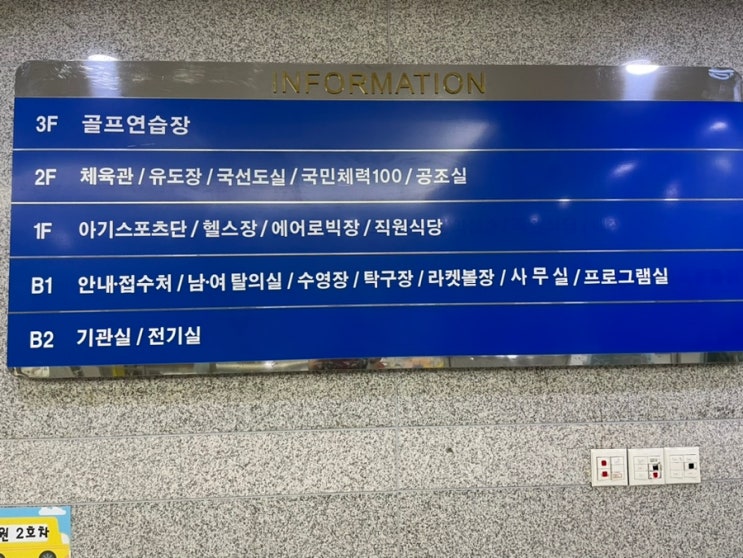 INFORMATION
3F 골프연습장
2F 체육관 / 유도장 / 국선도실 / 국민체력100 / 공조실
1F 아기스포츠단 / 헬스장 / 에어로빅장 / 직원식당
B1 안내·접수처 / 남·여 탈의실 / 수영장 / 탁구장 / 라켓볼장 / 사 무 실 / 프로그램실
B2 기관실 / 전기실
원 2호차